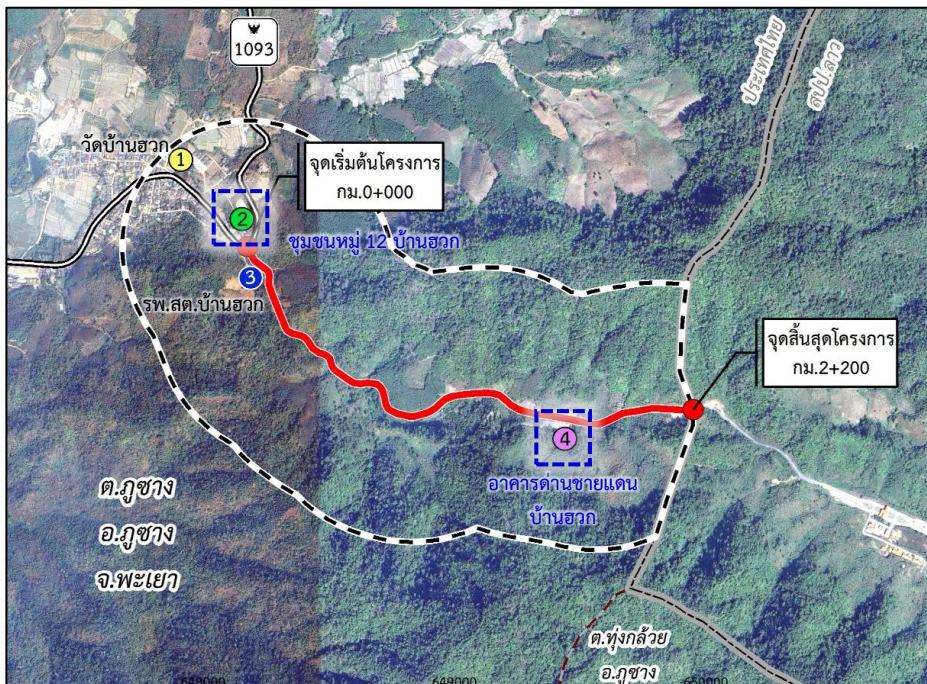 1093
ประเทศไทย
สปป.ลาว
วัดบ้านฮวก
1
จุดเริ่มต้นโครงการ
กม.0+000
2
ชุมชนหมู่ 12 บ้านฮวก
3
รพ.สต.บ้านฮวก
จุดสิ้นสุดโครงการ
กม.2+200
4
อาคารด่านชายแดน
บ้านฮวก
ต.ภูซาง
อ.ภูซาง
จ.พะเยา
ต.ทุ่งกล้วย
อ.ภูซาง
648000
649000
650000